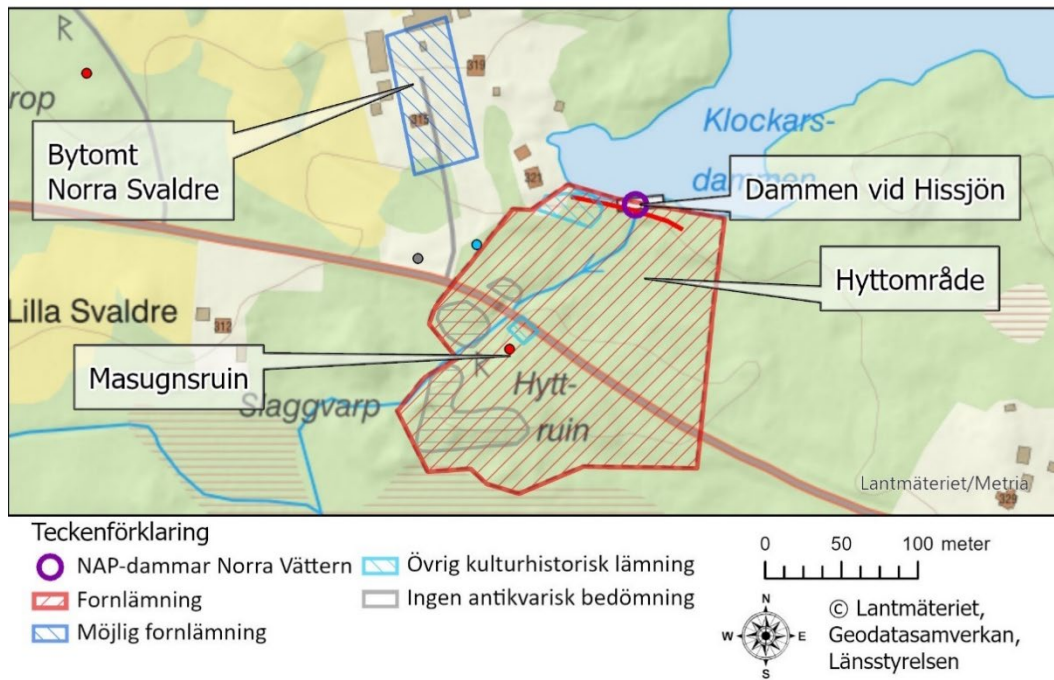 R
319
rop
Bytomt
Norra Svaldre
315
321
Klockars-
dammen
Dammen vid Hissjön
Hyttområde
Lilla Svaldre
312
Masugnsruin
R
Slaggvarp
Hytt-
ruin
Lantmäteriet/Metria
329
Teckenförklaring
NAP-dammar Norra Vättern
Fornlämning
Möjlig fornlämning
Övrig kulturhistorisk lämning
Ingen antikvarisk bedömning
0 50 100 meter
N
W E
S
© Lantmäteriet,
Geodatasamverkan,
Länsstyrelsen